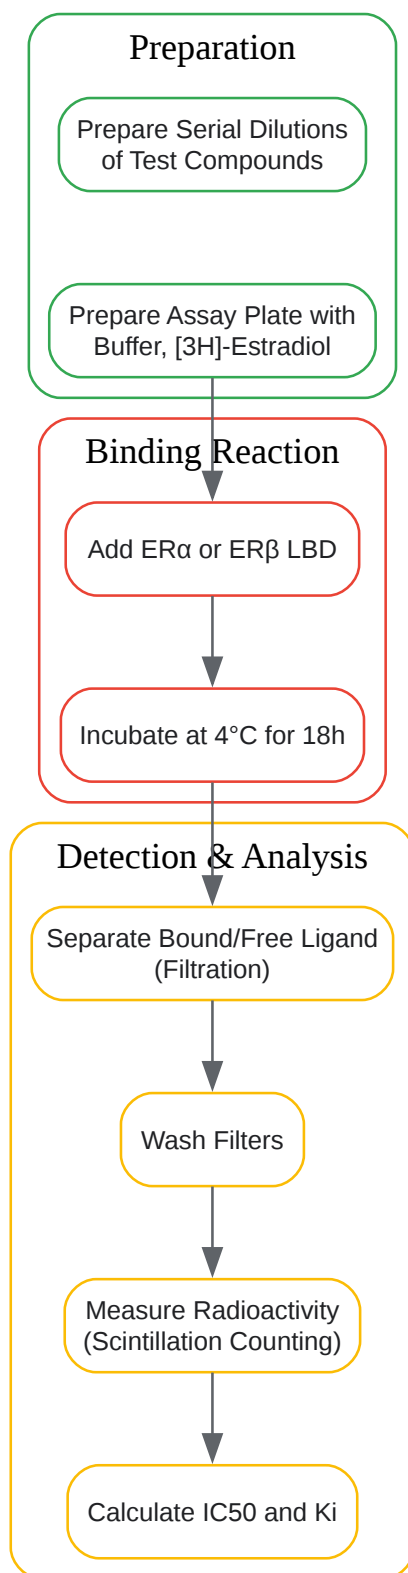 Preparation
Prepare Serial Dilutions
of Test Compounds
Prepare Assay Plate with
Buffer, [3H]-Estradiol
Binding Reaction
Add ERα or ERβ LBD
Incubate at 4°C for 18h
Detection & Analysis
Separate Bound/Free Ligand
(Filtration)
Wash Filters
Measure Radioactivity
(Scintillation Counting)
Calculate IC50 and Ki